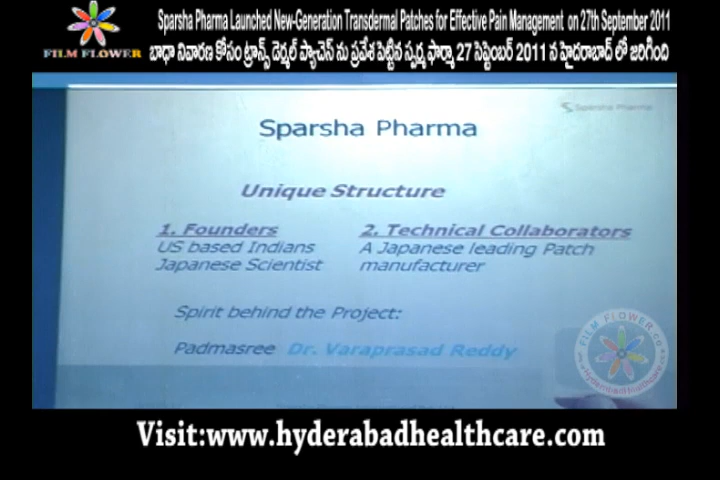 Sparsha Pharma Launched New-Generation Transdermal Patches for Effective Pain Management on 27th September 2011
బాధా నివారణ కోసం ట్రాన్స్ డెర్మల్ ప్యాచెస్ ను ప్రవేశ పెట్టిన స్పర్శ ఫార్మా 27 సెప్టెంబర్ 2011 న హైదరాబాద్ లో జరిగింది
FILM FLOWER
Sparsha Pharma
Sparsha Pharma
Unique Structure
1. Founders
US based Indians
Japanese Scientist
2. Technical Collaborators
A Japanese leading Patch
manufacturer
Spirit behind the Project:
Padmasree Dr. Varaprasad Reddy
FILM FLOWER
Hyderabadhealthcare.com
Visit:www.hyderabadhealthcare.com